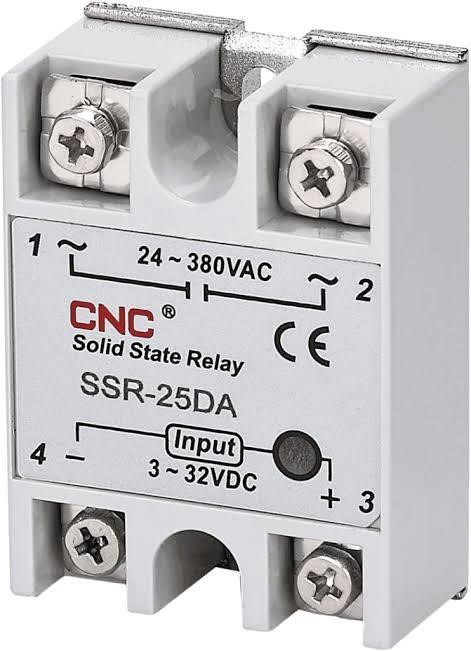 1 ~ 24 ~ 380VAC ~ 2
CNC ®
CE
Solid State Relay
SSR-25DA
4 − Input + 3
3 ~ 32VDC